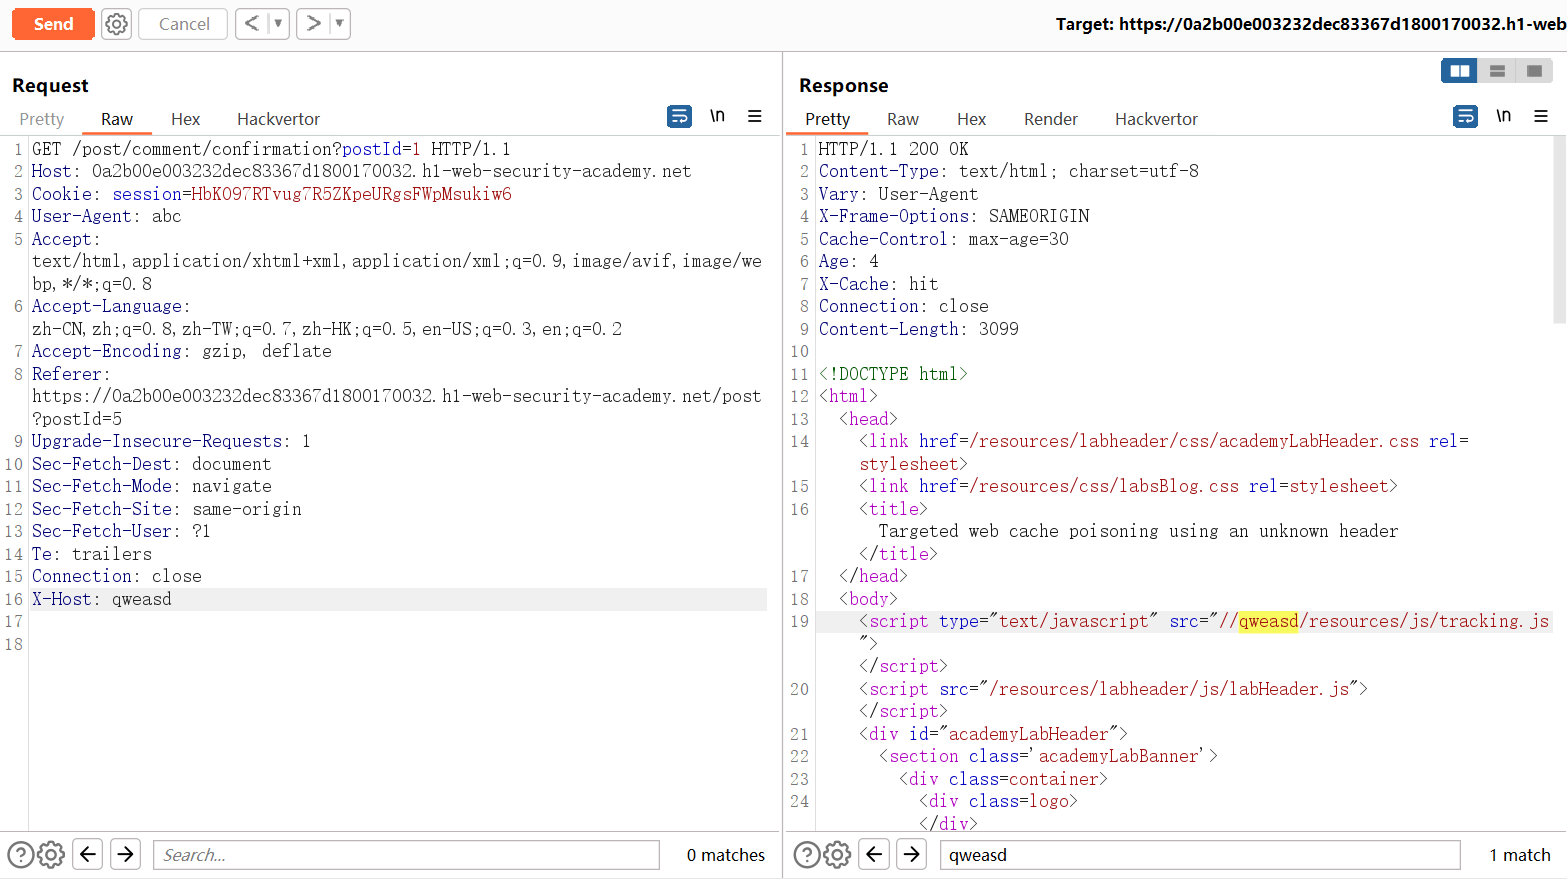 Send
Cancel
Target: https://0a2b00e003232dec83367d1800170032.h1-web
Request
Pretty Raw Hex Hackvertor
\n
1 GET /post/comment/confirmation?postId=1 HTTP/1.1
2 Host: 0a2b00e003232dec83367d1800170032.h1-web-security-academy.net
3 Cookie: session=HbK097RTvug7R5ZKpeURgsFWpMsukiw6
4 User-Agent: abc
5 Accept:
text/html,application/xhtml+xml,application/xml;q=0.9,image/avif,image/we
bp,*/*;q=0.8
6 Accept-Language:
zh-CN,zh;q=0.8,zh-TW;q=0.7,zh-HK;q=0.5,en-US;q=0.3,en;q=0.2
7 Accept-Encoding: gzip, deflate
8 Referer:
https://0a2b00e003232dec83367d1800170032.h1-web-security-academy.net/post
?postId=5
9 Upgrade-Insecure-Requests: 1
10 Sec-Fetch-Dest: document
11 Sec-Fetch-Mode: navigate
12 Sec-Fetch-Site: same-origin
13 Sec-Fetch-User: ?1
14 Te: trailers
15 Connection: close
16 X-Host: qweasd
17
18
Search...
0 matches
Response
Pretty Raw Hex Render Hackvertor
\n
1 HTTP/1.1 200 OK
2 Content-Type: text/html; charset=utf-8
3 Vary: User-Agent
4 X-Frame-Options: SAMEORIGIN
5 Cache-Control: max-age=30
6 Age: 4
7 X-Cache: hit
8 Connection: close
9 Content-Length: 3099
10
11 <!DOCTYPE html>
12 <html>
13 <head>
14 <link href=/resources/labheader/css/academyLabHeader.css rel=
stylesheet>
15 <link href=/resources/css/labsBlog.css rel=stylesheet>
16 <title>
Targeted web cache poisoning using an unknown header
</title>
17 </head>
18 <body>
19 <script type="text/javascript" src="//qweasd/resources/js/tracking.js
">
</script>
20 <script src="/resources/labheader/js/labHeader.js">
</script>
21 <div id="academyLabHeader">
22 <section class='academyLabBanner'>
23 <div class=container>
24 <div class=logo>
</div>
qweasd
1 match